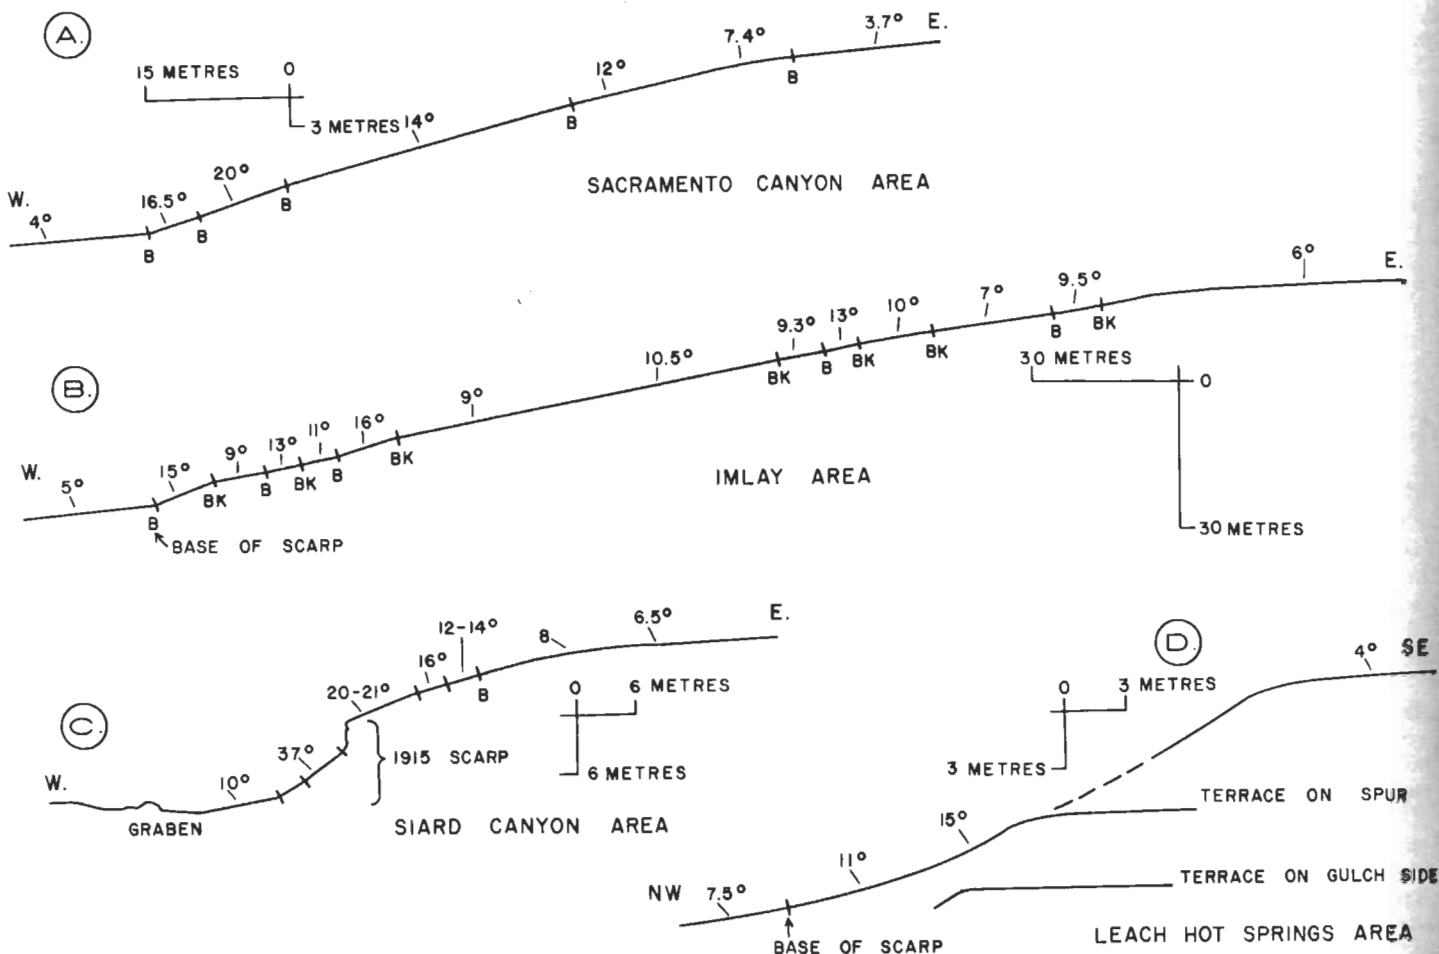 A.
15 METRES
0
3 METRES
W.
4°
16.5°
20°
14°
12°
7.4°
3.7°
E.
B
B
B
B
B
SACRAMENTO CANYON AREA
B.
W.
5°
15°
9°
13°
11°
16°
9°
10.5°
9.3°
13°
10°
7°
9.5°
6°
E.
B
BK
B
BK
B
BK
BK
B
BK
BK
B
BK
BASE OF SCARP
30 METRES
0
30 METRES
IMLAY AREA
C.
W.
GRABEN
10°
37°
20-21°
16°
12-14°
8
6.5°
E.
B
1915 SCARP
0
6 METRES
6 METRES
SIARD CANYON AREA
D.
4°
SE
0
3 METRES
3 METRES
TERRACE ON SPUR
15°
11°
NW
7.5°
TERRACE ON GULCH SIDE
BASE OF SCARP
LEACH HOT SPRINGS AREA